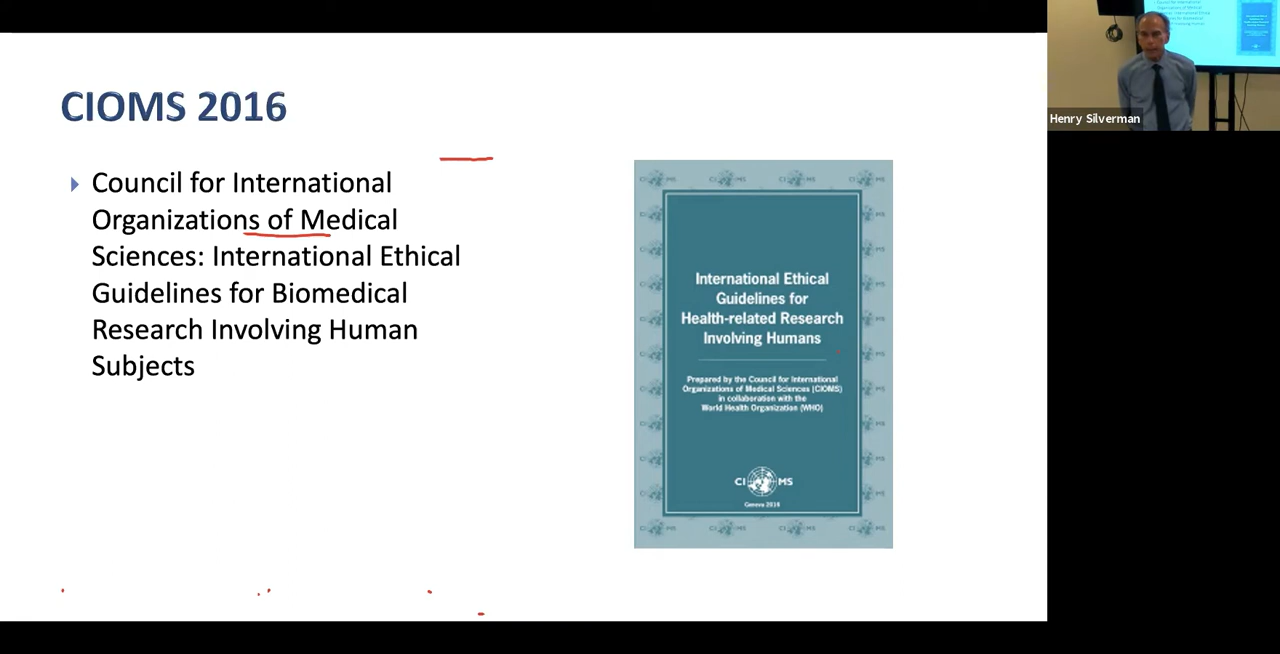 CIOMS 2016
Council for International
Organizations of Medical
Sciences: International Ethical
Guidelines for Biomedical
Research Involving Human
Subjects
International Ethical
Guidelines for
Health-related Research
Involving Humans
Prepared by the Council for International
Organizations of Medical Sciences (CIOMS)
in collaboration with the
World Health Organization (WHO)
CI MS
Geneva 2016
Henry Silverman